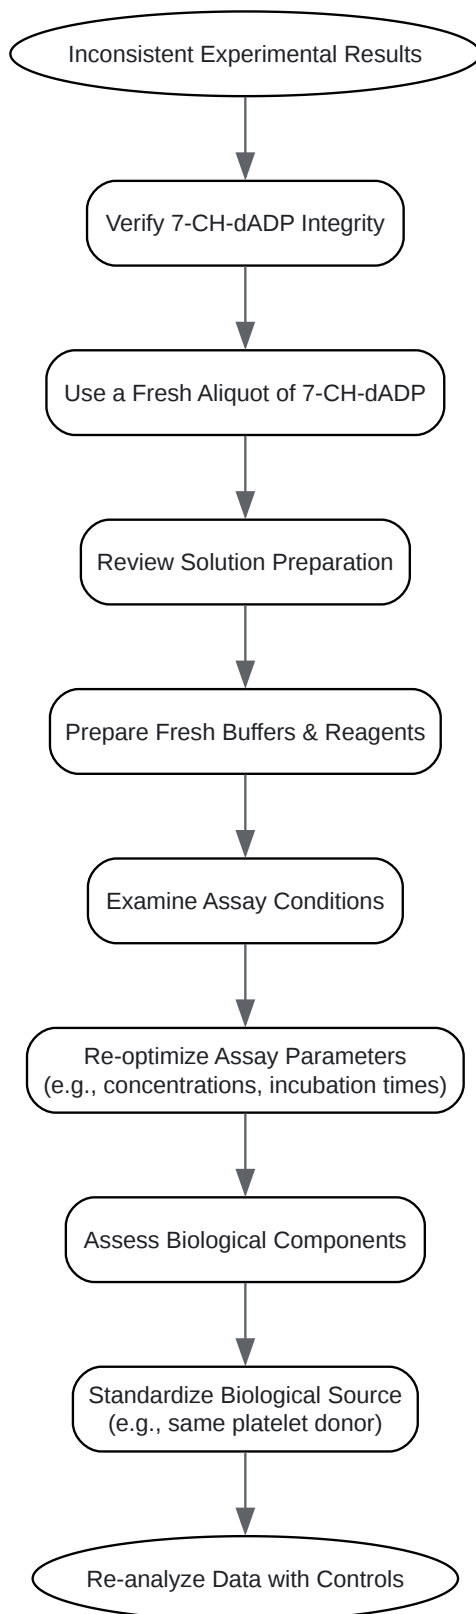 Inconsistent Experimental Results
Verify 7-CH-dADP Integrity
Use a Fresh Aliquot of 7-CH-dADP
Review Solution Preparation
Prepare Fresh Buffers & Reagents
Examine Assay Conditions
Re-optimize Assay Parameters
(e.g., concentrations, incubation times)
Assess Biological Components
Standardize Biological Source
(e.g., same platelet donor)
Re-analyze Data with Controls